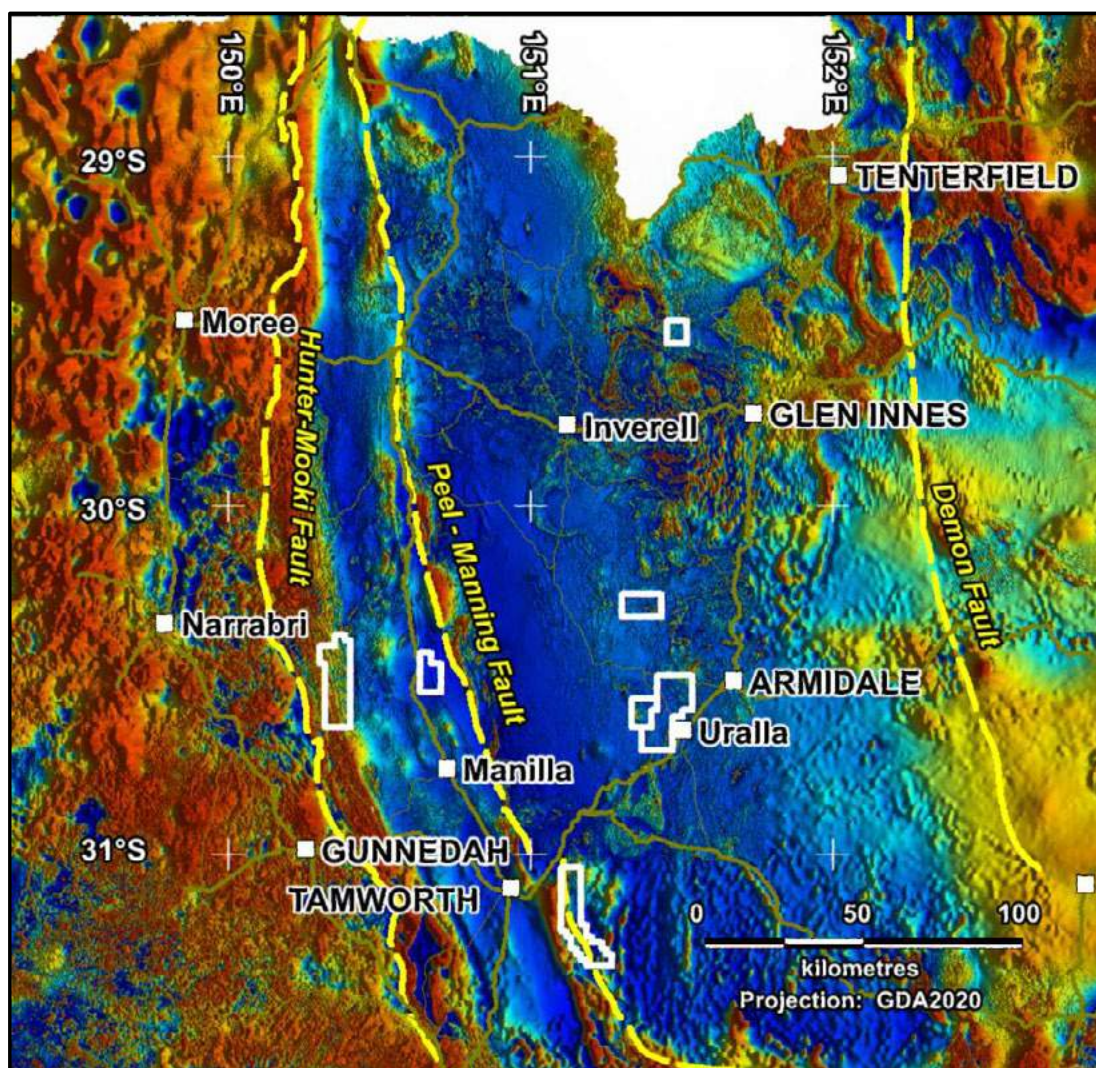 150°E
151°E
152°E
29°S
TENTERFIELD
Moree
Hunter-Mooki Fault
Inverell
GLEN INNES
Peel - Manning Fault
30°S
Demon Fault
Narrabri
ARMIDALE
Uralla
Manilla
31°S
GUNNEDAH
TAMWORTH
0 50 100
kilometres
Projection: GDA2020